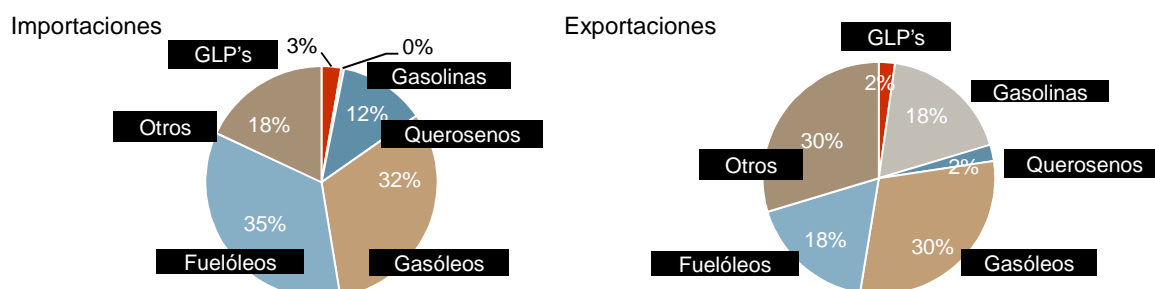 Importaciones
GLP's
3%
0%
Gasolinas
12%
Querosenos
32%
Gasóleos
35%
Fuelóleos
18%
Otros
Exportaciones
GLP's
2%
Gasolinas
18%
Querosenos
2%
Gasóleos
30%
Fuelóleos
18%
Otros
30%